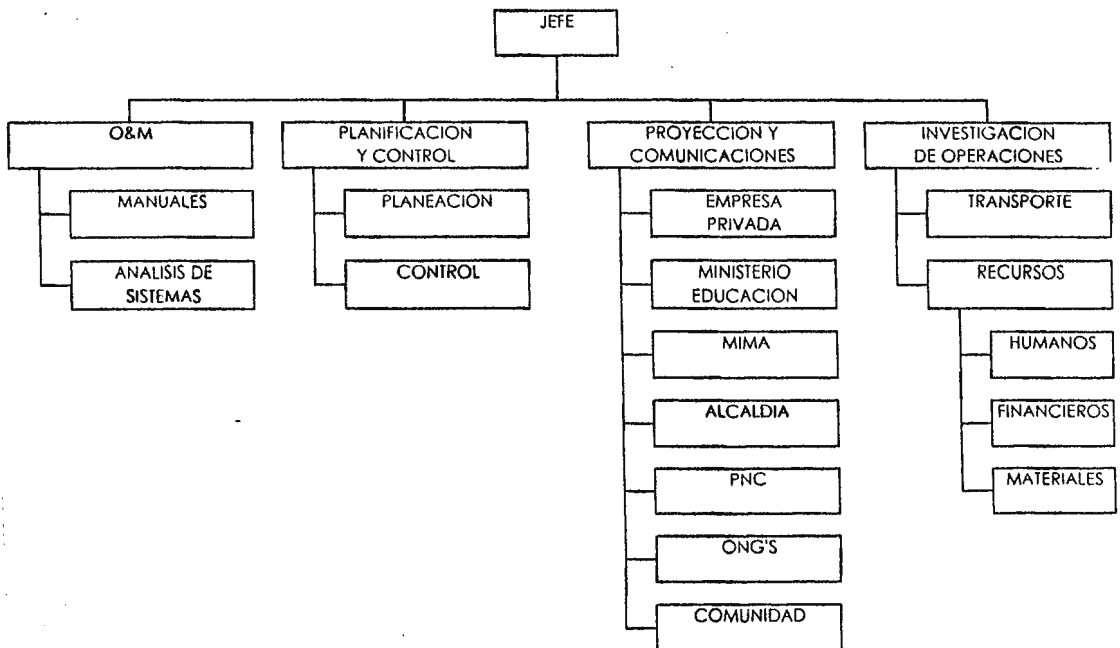 JEFE
O&M
MANUALES
ANALISIS DE
SISTEMAS
PLANIFICACION
Y CONTROL
PLANEACION
CONTROL
PROYECCION Y
COMUNICACIONES
EMPRESA
PRIVADA
MINISTERIO
EDUCACION
MIMA
ALCALDIA
PNC
ONG'S
COMUNIDAD
INVESTIGACION
DE OPERACIONES
TRANSPORTE
RECURSOS
HUMANOS
FINANCIEROS
MATERIALES